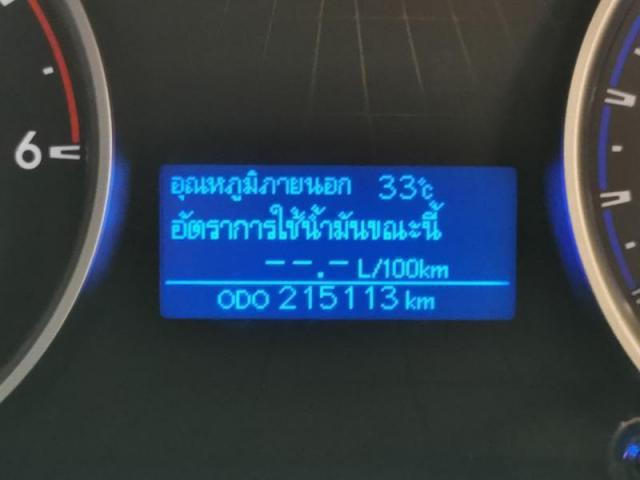 6
อุณหภูมิภายนอก 33°c
อัตราการใช้น้ำมันขณะนี้
--.- L/100km
ODO 215113 km